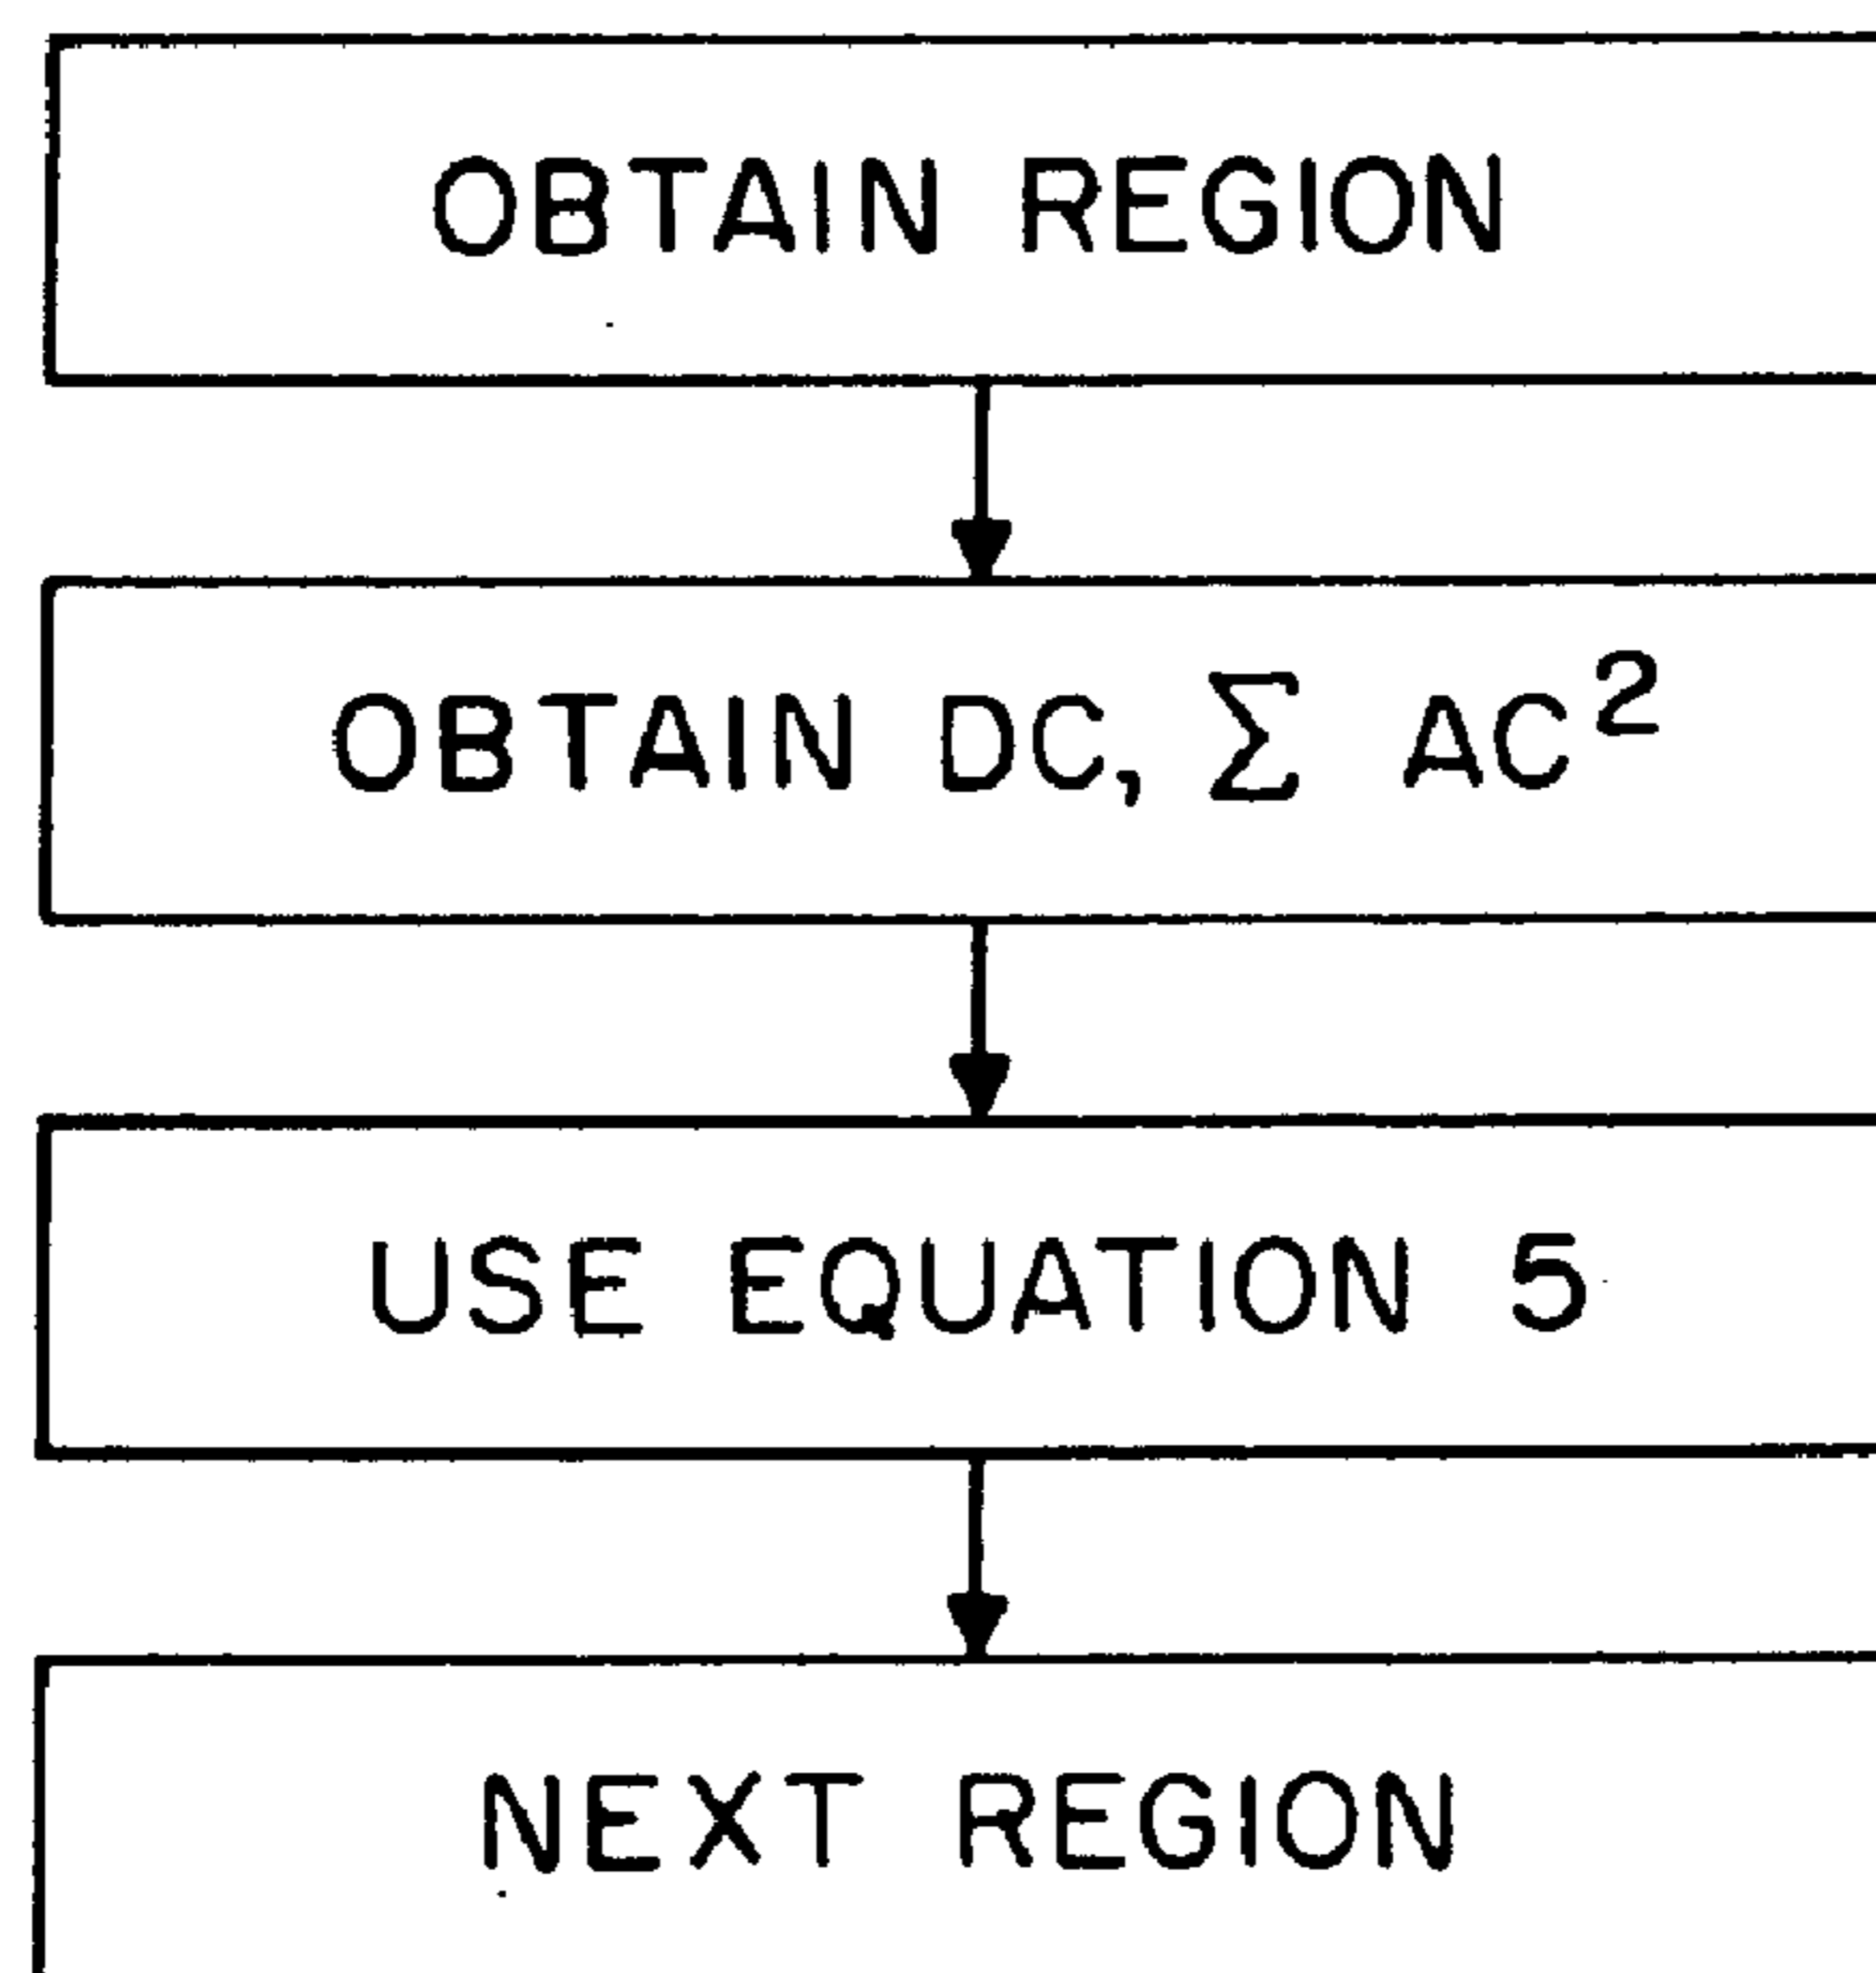 OBTAIN REGION
OBTAIN DC, Σ AC²
USE EQUATION 5
NEXT REGION